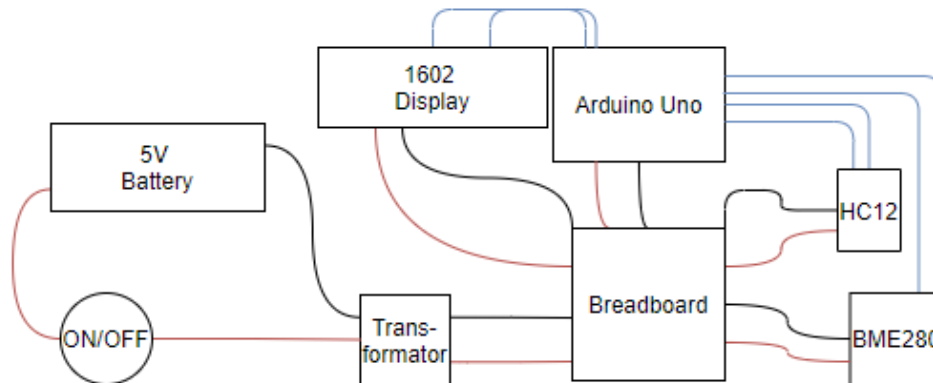 1602
Display
Arduino Uno
5V
Battery
HC12
ON/OFF
Trans-
formator
Breadboard
BME280